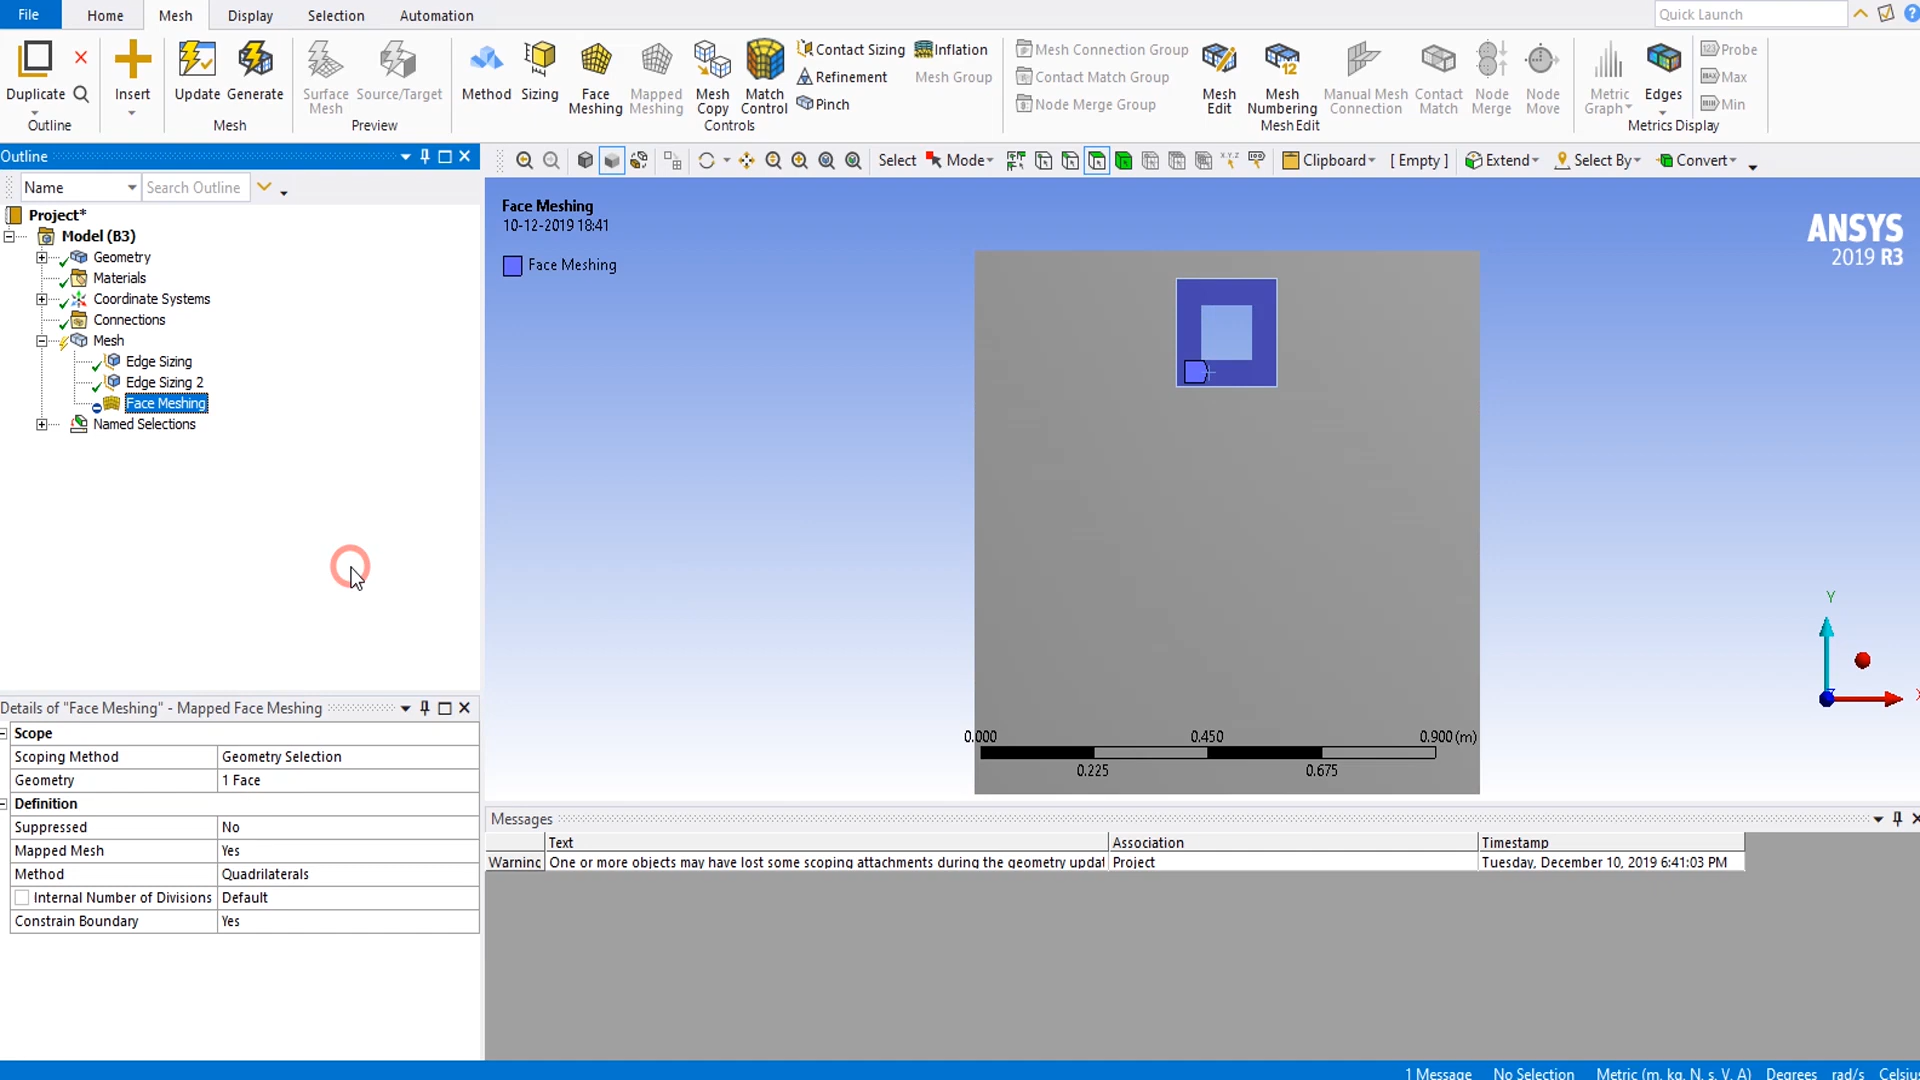 File Home Mesh Display Selection Automation Quick Launch
Duplicate Insert Update Generate Surface Mesh Source/Target Method Sizing Face Meshing Mapped Meshing Mesh Copy Match Control
Contact Sizing Inflation
Refinement Mesh Group
Pinch
Mesh Connection Group
Contact Match Group
Node Merge Group
Mesh Edit Mesh Numbering Manual Mesh Connection Contact Match Node Merge Node Move Metric Graph Edges
Probe
Max
Min
Outline Mesh Preview Controls Mesh Edit Metrics Display
Outline
Select Mode Clipboard [ Empty ] Extend Select By Convert
Name Search Outline
Project*
Model (B3)
Geometry
Materials
Coordinate Systems
Connections
Mesh
Edge Sizing
Edge Sizing 2
Face Meshing
Named Selections
Face Meshing
10-12-2019 18:41
Face Meshing
ANSYS
2019 R3
Y
X
0.000 0.450 0.900 (m)
0.225 0.675
Details of "Face Meshing" - Mapped Face Meshing
Scope
Scoping Method Geometry Selection
Geometry 1 Face
Definition
Suppressed No
Mapped Mesh Yes
Method Quadrilaterals
Internal Number of Divisions Default
Constrain Boundary Yes
Messages
Text Association Timestamp
Warning One or more objects may have lost some scoping attachments during the geometry updat Project Tuesday, December 10, 2019 6:41:03 PM
1 Message No Selection Metric (m, kg, N, s, V, A) Degrees rad/s Celsius